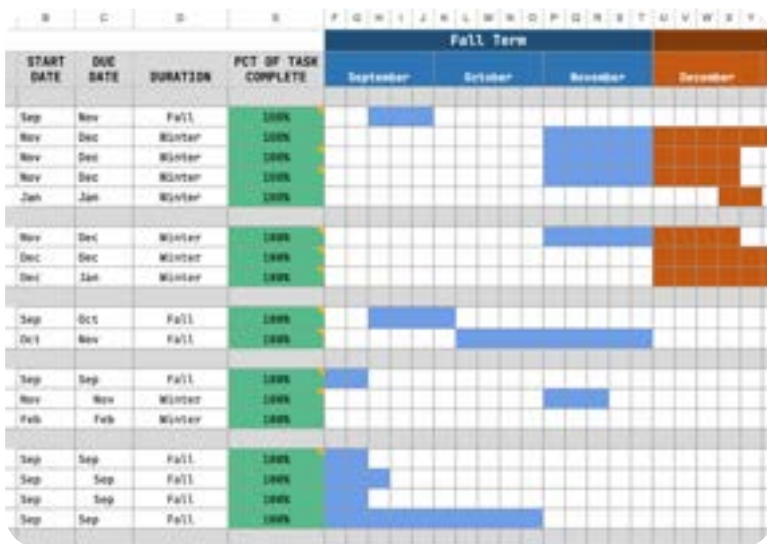 B C D E F G H I J K L M N O P Q R S T U V W X Y
Fall Term
START DATE DUE DATE DURATION PCT OF TASK COMPLETE September October November December
Sep Nov Fall 100%
Nov Dec Winter 100%
Nov Dec Winter 100%
Nov Dec Winter 100%
Jan Jan Winter 100%
Nov Dec Winter 100%
Dec Dec Winter 100%
Dec Jan Winter 100%
Sep Oct Fall 100%
Oct Nov Fall 100%
Sep Sep Fall 100%
Nov Nov Winter 100%
Feb Feb Winter 100%
Sep Sep Fall 100%
Sep Sep Fall 100%
Sep Sep Fall 100%
Sep Sep Fall 100%